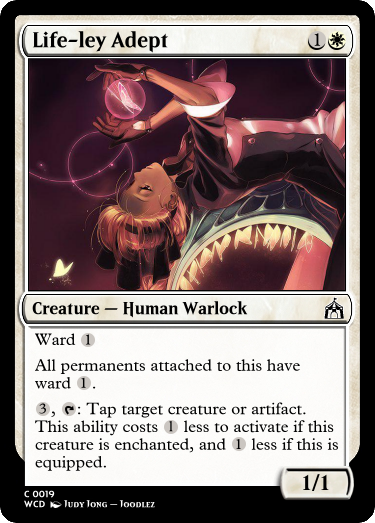 Life-ley Adept 1
Creature — Human Warlock
Ward 1
All permanents attached to this have
ward 1.
3, : Tap target creature or artifact.
This ability costs 1 less to activate if this
creature is enchanted, and 1 less if this is
equipped.
1/1
C 0019
WCD Judy Jong — Joodlez